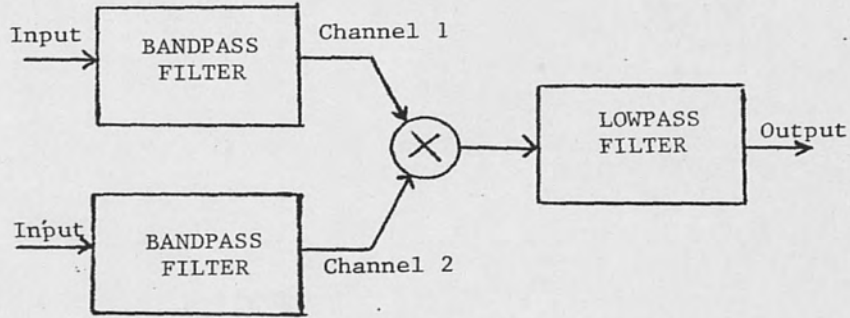 Input
BANDPASS
FILTER
Channel 1
LOWPASS
FILTER
Output
Input
BANDPASS
FILTER
Channel 2